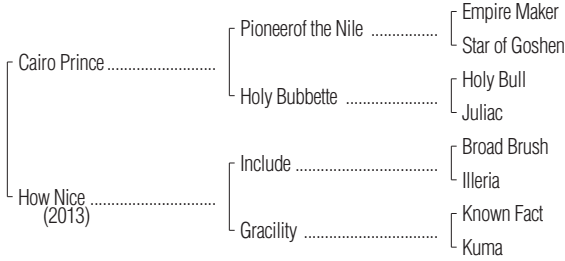 Empire Maker
Pioneerof the Nile ..................
Star of Goshen
Cairo Prince .............................
Holy Bull
Holy Bubbette .........................
Juliac
Broad Brush
Include ......................................
Illeria
How Nice ..................................
(2013)
Known Fact
Gracility ....................................
Kuma